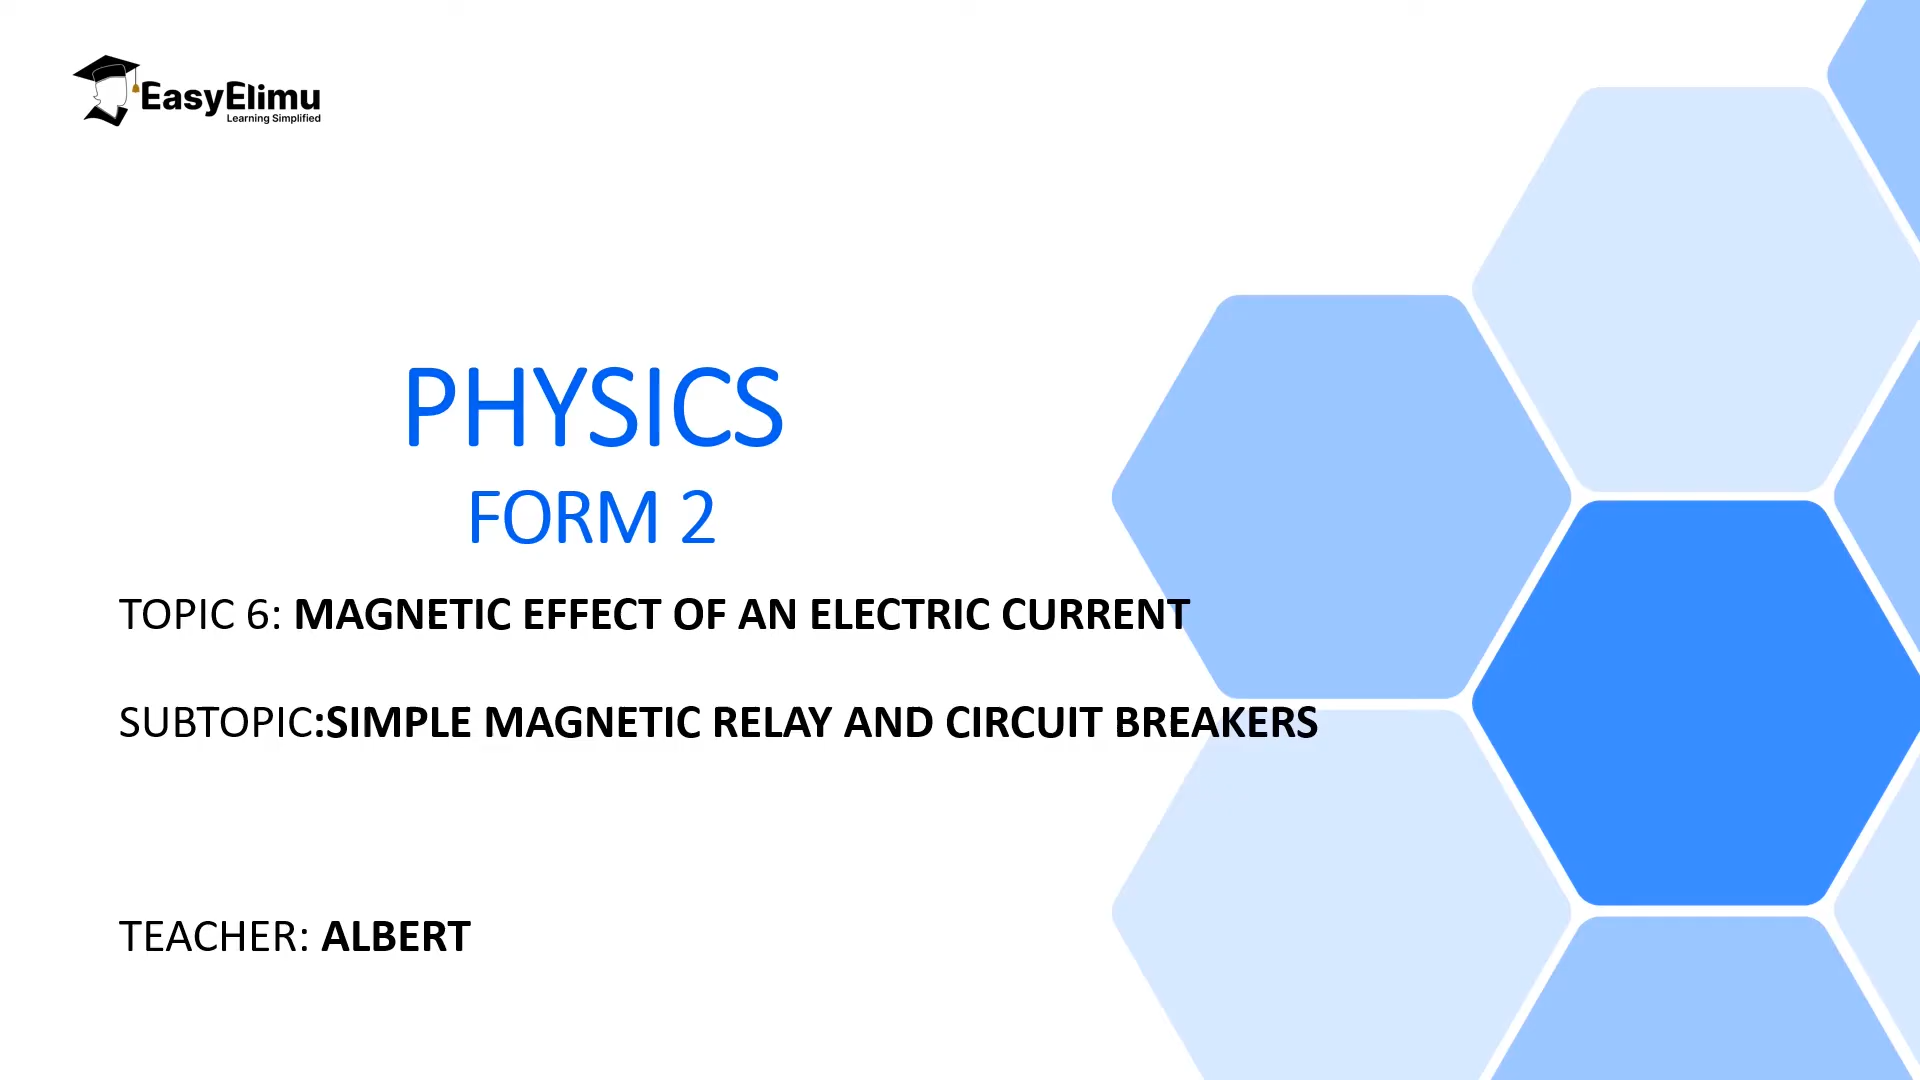 EasyElimu
Learning Simplified
PHYSICS
FORM 2
TOPIC 6: MAGNETIC EFFECT OF AN ELECTRIC CURRENT
SUBTOPIC:SIMPLE MAGNETIC RELAY AND CIRCUIT BREAKERS
TEACHER: ALBERT